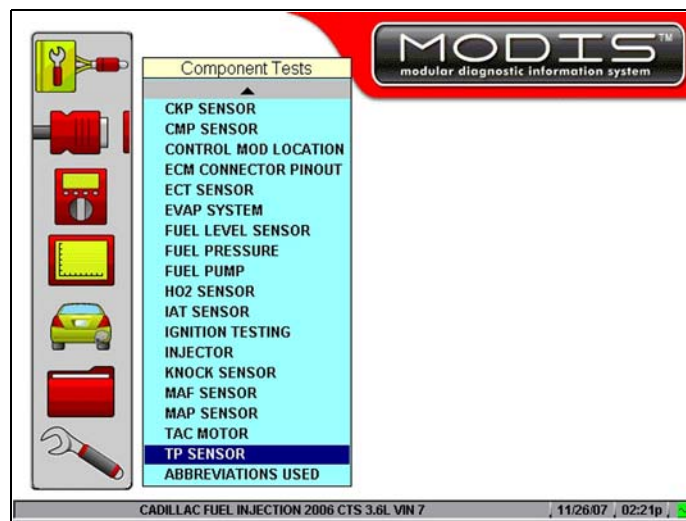 MODIS™
modular diagnostic information system
Component Tests
CKP SENSOR
CMP SENSOR
CONTROL MOD LOCATION
ECM CONNECTOR PINOUT
ECT SENSOR
EVAP SYSTEM
FUEL LEVEL SENSOR
FUEL PRESSURE
FUEL PUMP
HO2 SENSOR
IAT SENSOR
IGNITION TESTING
INJECTOR
KNOCK SENSOR
MAF SENSOR
MAP SENSOR
TAC MOTOR
TP SENSOR
ABBREVIATIONS USED
CADILLAC FUEL INJECTION 2006 CTS 3.6L VIN 7 11/26/07 02:21p